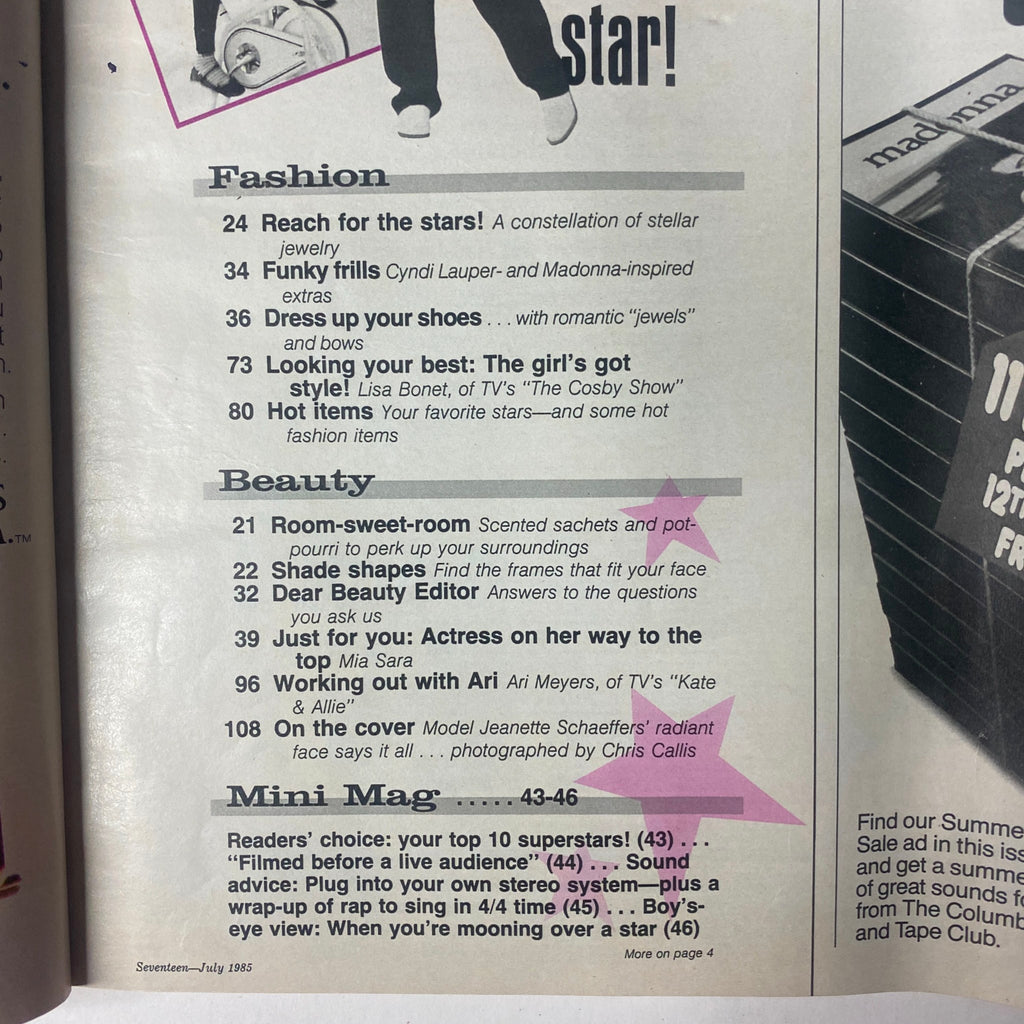 star!
Fashion
24 Reach for the stars! A constellation of stellar
jewelry
34 Funky frills Cyndi Lauper- and Madonna-inspired
extras
36 Dress up your shoes . . . with romantic "jewels"
and bows
73 Looking your best: The girl's got
style! Lisa Bonet, of TV's "The Cosby Show"
80 Hot items Your favorite stars—and some hot
fashion items
Beauty
21 Room-sweet-room Scented sachets and pot-
pourri to perk up your surroundings
22 Shade shapes Find the frames that fit your face
32 Dear Beauty Editor Answers to the questions
you ask us
39 Just for you: Actress on her way to the
top Mia Sara
96 Working out with Ari Ari Meyers, of TV's "Kate
& Allie"
108 On the cover Model Jeanette Schaeffers' radiant
face says it all . . . photographed by Chris Callis
Mini Mag ..... 43-46
Readers' choice: your top 10 superstars! (43) . . .
"Filmed before a live audience" (44) . . . Sound
advice: Plug into your own stereo system—plus a
wrap-up of rap to sing in 4/4 time (45) . . . Boy's-
eye view: When you're mooning over a star (46)
More on page 4
Seventeen—July 1985
madonna
11
12T
FR
Find our Summe
Sale ad in this iss
and get a summe
of great sounds fo
from The Columb
and Tape Club.
TM